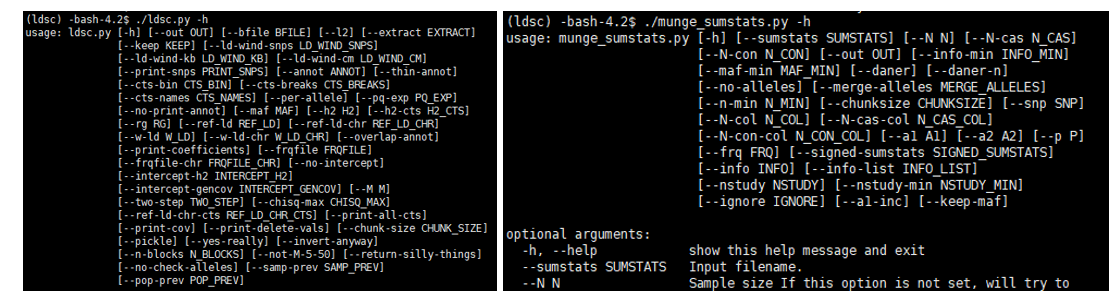 (ldsc) -bash-4.2$ ./ldsc.py -h
usage: ldsc.py [-h] [--out OUT] [--bfile BFILE] [--l2] [--extract EXTRACT]
[--keep KEEP] [--ld-wind-snps LD_WIND_SNPS]
[--ld-wind-kb LD_WIND_KB] [--ld-wind-cm LD_WIND_CM]
[--print-snps PRINT_SNPS] [--annot ANNOT] [--thin-annot]
[--cts-bin CTS_BIN] [--cts-breaks CTS_BREAKS]
[--cts-names CTS_NAMES] [--per-allele] [--pq-exp PQ_EXP]
[--no-print-annot] [--maf MAF] [--h2 H2] [--h2-cts H2_CTS]
[--rg RG] [--ref-ld REF_LD] [--ref-ld-chr REF_LD_CHR]
[--w-ld W_LD] [--w-ld-chr W_LD_CHR] [--overlap-annot]
[--print-coefficients] [--frqfile FRQFILE]
[--frqfile-chr FRQFILE_CHR] [--no-intercept]
[--intercept-h2 INTERCEPT_H2]
[--intercept-gencov INTERCEPT_GENCOV] [--M M]
[--two-step TWO_STEP] [--chisq-max CHISQ_MAX]
[--ref-ld-chr-cts REF_LD_CHR_CTS] [--print-all-cts]
[--print-cov] [--print-delete-vals] [--chunk-size CHUNK_SIZE]
[--pickle] [--yes-really] [--invert-anyway]
[--n-blocks N_BLOCKS] [--not-M-5-50] [--return-silly-things]
[--no-check-alleles] [--samp-prev SAMP_PREV]
[--pop-prev POP_PREV]
(ldsc) -bash-4.2$ ./munge_sumstats.py -h
usage: munge_sumstats.py [-h] [--sumstats SUMSTATS] [--N N] [--N-cas N_CAS]
[--N-con N_CON] [--out OUT] [--info-min INFO_MIN]
[--maf-min MAF_MIN] [--daner] [--daner-n]
[--no-alleles] [--merge-alleles MERGE_ALLELES]
[--n-min N_MIN] [--chunksize CHUNKSIZE] [--snp SNP]
[--N-col N_COL] [--N-cas-col N_CAS_COL]
[--N-con-col N_CON_COL] [--a1 A1] [--a2 A2] [--p P]
[--frq FRQ] [--signed-sumstats SIGNED_SUMSTATS]
[--info INFO] [--info-list INFO_LIST]
[--nstudy NSTUDY] [--nstudy-min NSTUDY_MIN]
[--ignore IGNORE] [--a1-inc] [--keep-maf]
optional arguments:
-h, --help show this help message and exit
--sumstats SUMSTATS Input filename.
--N N Sample size If this option is not set, will try to